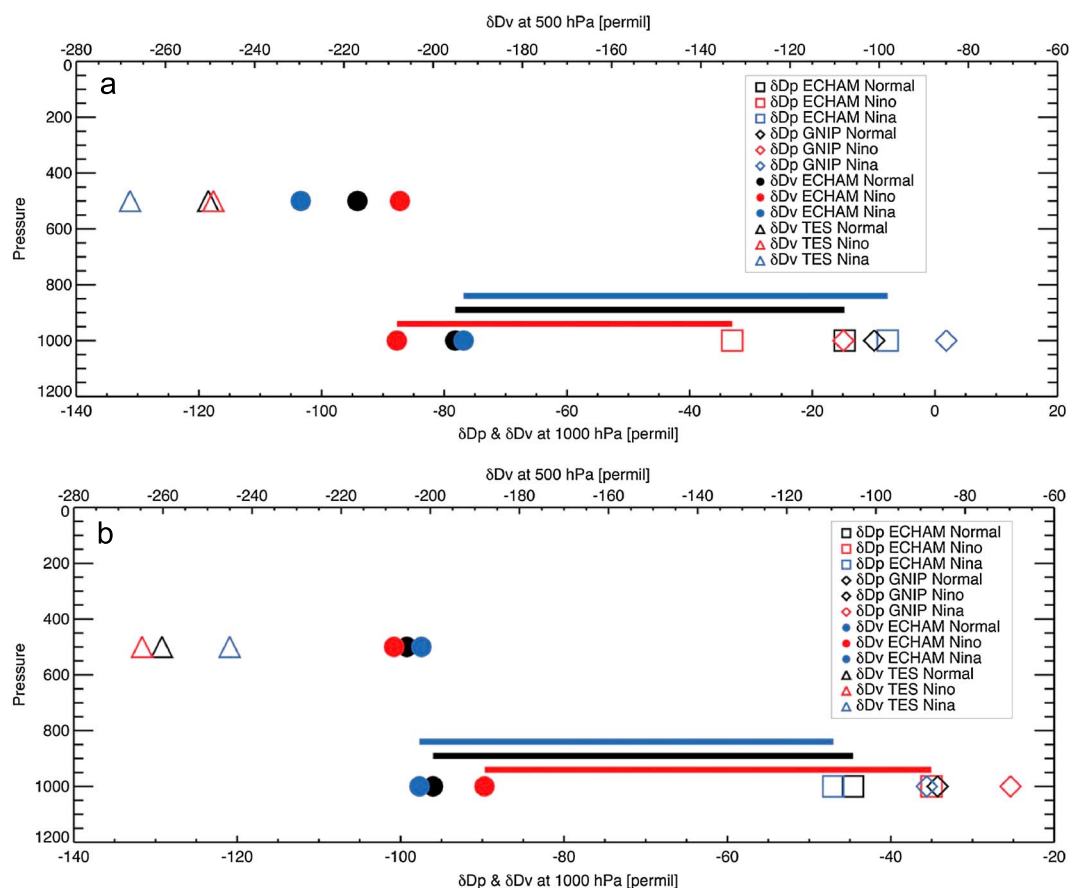 δDv at 500 hPa [permil]
-280 -260 -240 -220 -200 -180 -160 -140 -120 -100 -80 -60
0
a
δDp ECHAM Normal
δDp ECHAM Nino
δDp ECHAM Nina
δDp GNIP Normal
δDp GNIP Nino
δDp GNIP Nina
δDv ECHAM Normal
δDv ECHAM Nino
δDv ECHAM Nina
δDv TES Normal
δDv TES Nino
δDv TES Nina
200
400
600
800
1000
1200
Pressure
-140 -120 -100 -80 -60 -40 -20 0 20
δDp & δDv at 1000 hPa [permil]
δDv at 500 hPa [permil]
-280 -260 -240 -220 -200 -180 -160 -140 -120 -100 -80 -60
0
b
δDp ECHAM Normal
δDp ECHAM Nino
δDp ECHAM Nina
δDp GNIP Normal
δDp GNIP Nino
δDp GNIP Nina
δDv ECHAM Normal
δDv ECHAM Nino
δDv ECHAM Nina
δDv TES Normal
δDv TES Nino
δDv TES Nina
200
400
600
800
1000
1200
Pressure
-140 -120 -100 -80 -60 -40 -20
δDp & δDv at 1000 hPa [permil]